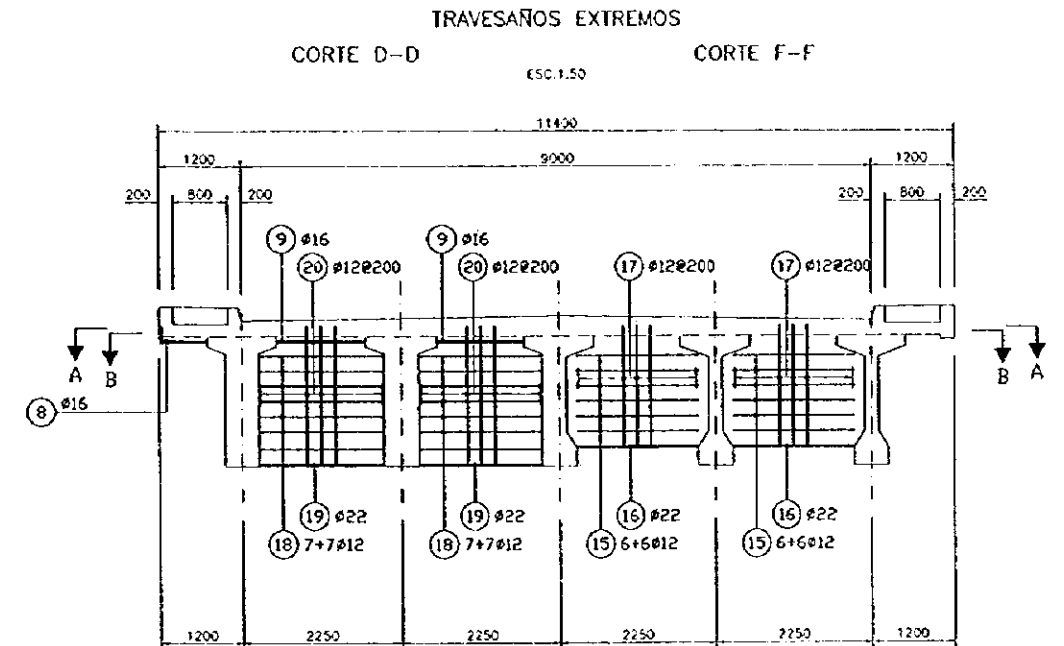 TRAVESAÑOS EXTREMOS
CORTE D-D
CORTE F-F
ESC.1:50
11400
1200
9000
1200
200
800
200
200
800
200
9 ø16
9 ø16
20 ø12@200
20 ø12@200
17 ø12@200
17 ø12@200
A
B
B
A
8 ø16
19 ø22
19 ø22
16 ø22
16 ø22
18 7+7ø12
18 7+7ø12
15 6+6ø12
15 6+6ø12
1200
2250
2250
2250
2250
1200